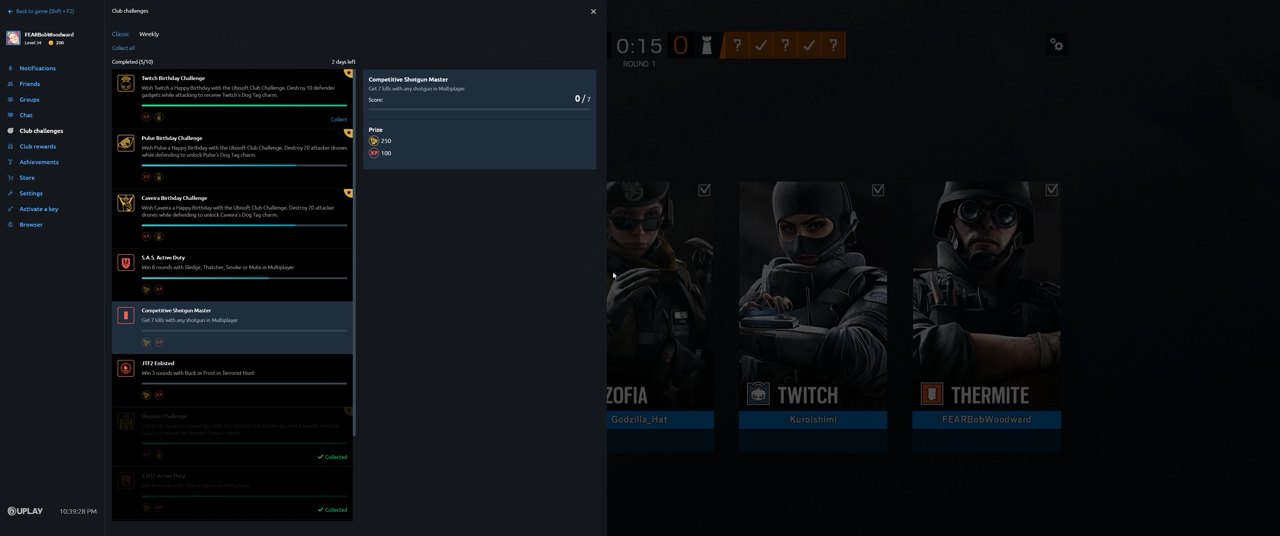 Back to game (Shift + F2)
FEARBobWoodward
Level 34 200
Notifications
Friends
Groups
Chat
Club challenges
Club rewards
Achievements
Store
Settings
Activate a key
Browser
UPLAY
10:39:28 PM
Club challenges
Classic
Weekly
Collect all
Completed (5/10)
2 days left
Twitch Birthday Challenge
Wish Twitch a Happy Birthday with the Ubisoft Club Challenge. Destroy 10 defender
gadgets while attacking to receive Twitch's Dog Tag charm.
XP
Collect
Pulse Birthday Challenge
Wish Pulse a Happy Birthday with the Ubisoft Club Challenge. Destroy 20 attacker drones
while defending to unlock Pulse's Dog Tag charm.
XP
Caveira Birthday Challenge
Wish Caveira a Happy Birthday with the Ubisoft Club Challenge. Destroy 20 attacker
drones while defending to unlock Caveira's Dog Tag charm.
XP
S.A.S. Active Duty
Win 8 rounds with Sledge, Thatcher, Smoke or Mute in Multiplayer
XP
Competitive Shotgun Master
Get 7 kills with any shotgun in Multiplayer
XP
JTF2 Enlisted
Win 3 rounds with Buck or Frost in Terrorist Hunt
XP
Collected
Active Duty
Collected
Competitive Shotgun Master
Get 7 kills with any shotgun in Multiplayer
Score:
0 / 7
Prize
250
XP 100
0:15
ROUND 1
0
? ✓ ? ✓ ?
ZOFIA
Godzilla_Hat
TWITCH
Kuroishimi
THERMITE
FEARBobWoodward